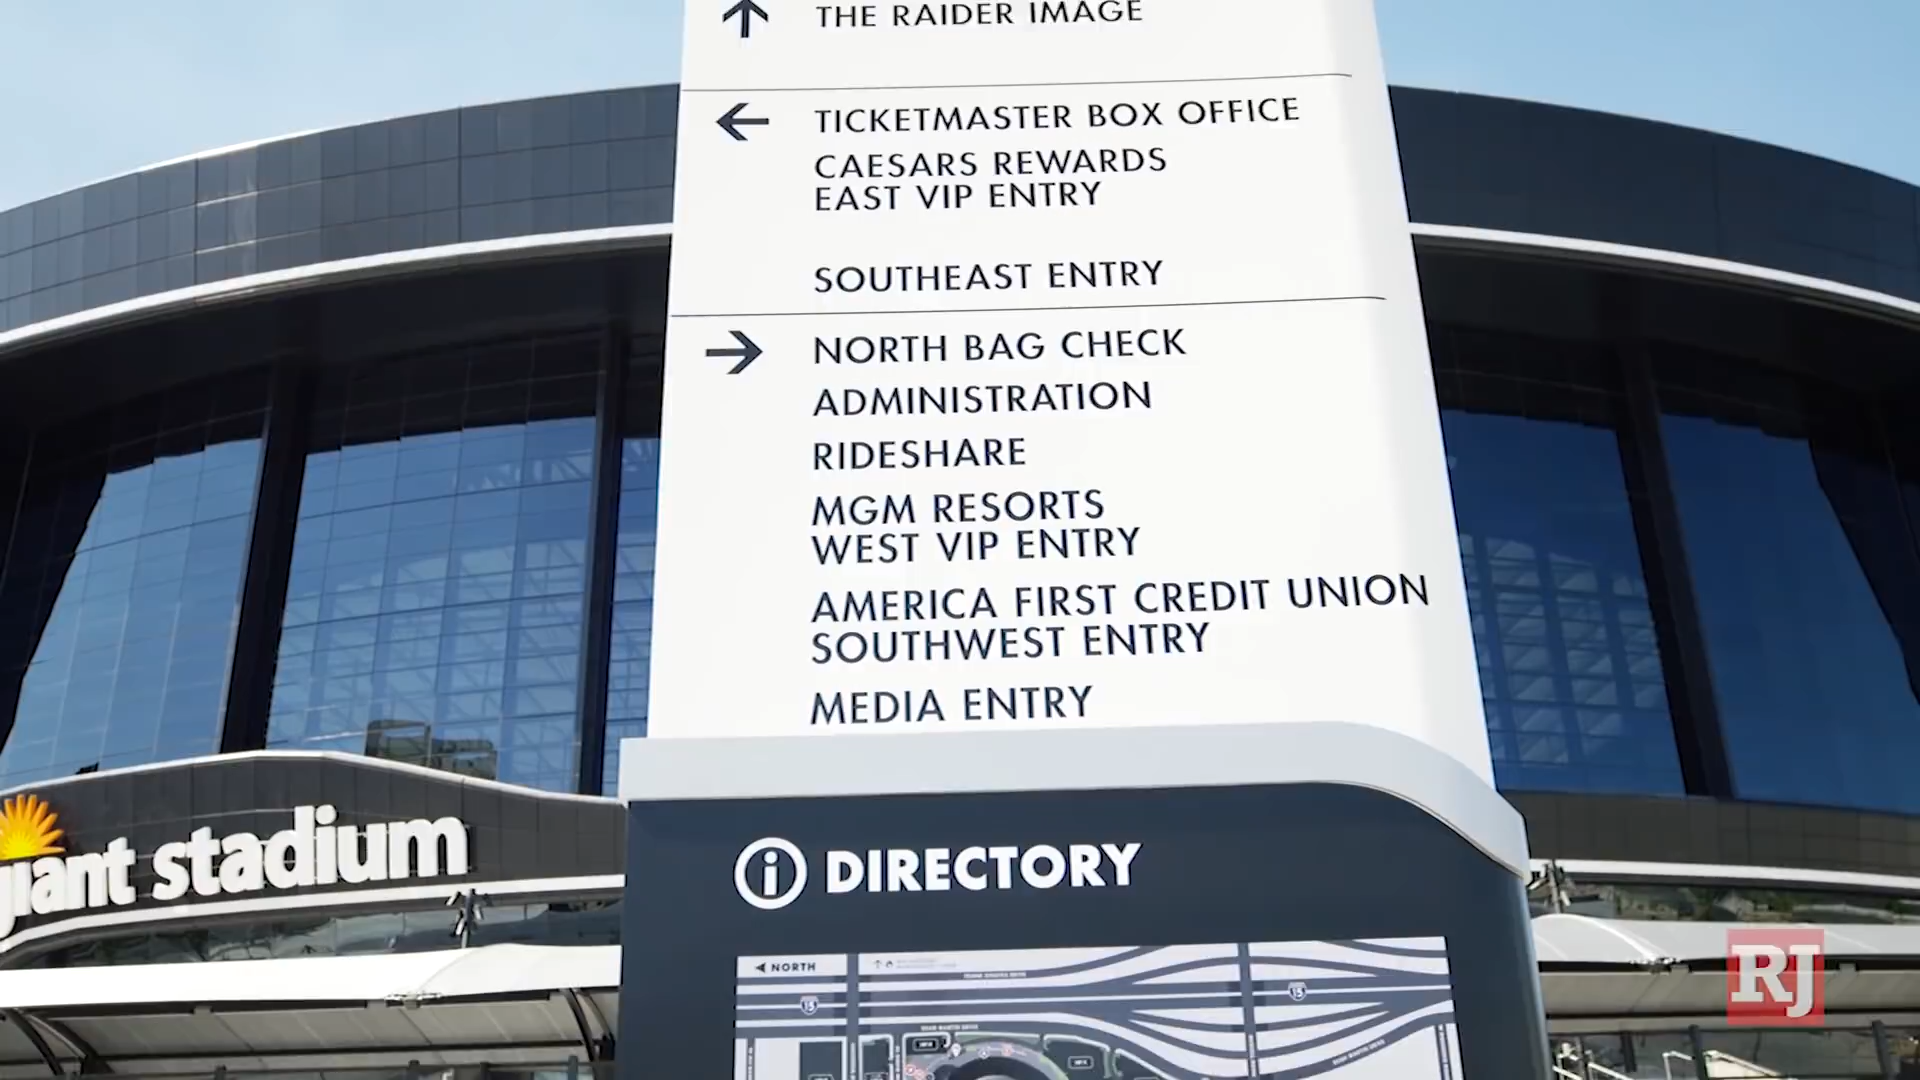 THE RAIDER IMAGE
TICKETMASTER BOX OFFICE
CAESARS REWARDS
EAST VIP ENTRY
SOUTHEAST ENTRY
NORTH BAG CHECK
ADMINISTRATION
RIDESHARE
MGM RESORTS
WEST VIP ENTRY
AMERICA FIRST CREDIT UNION
SOUTHWEST ENTRY
MEDIA ENTRY
stadium
i DIRECTORY
NORTH
15
15
RJ